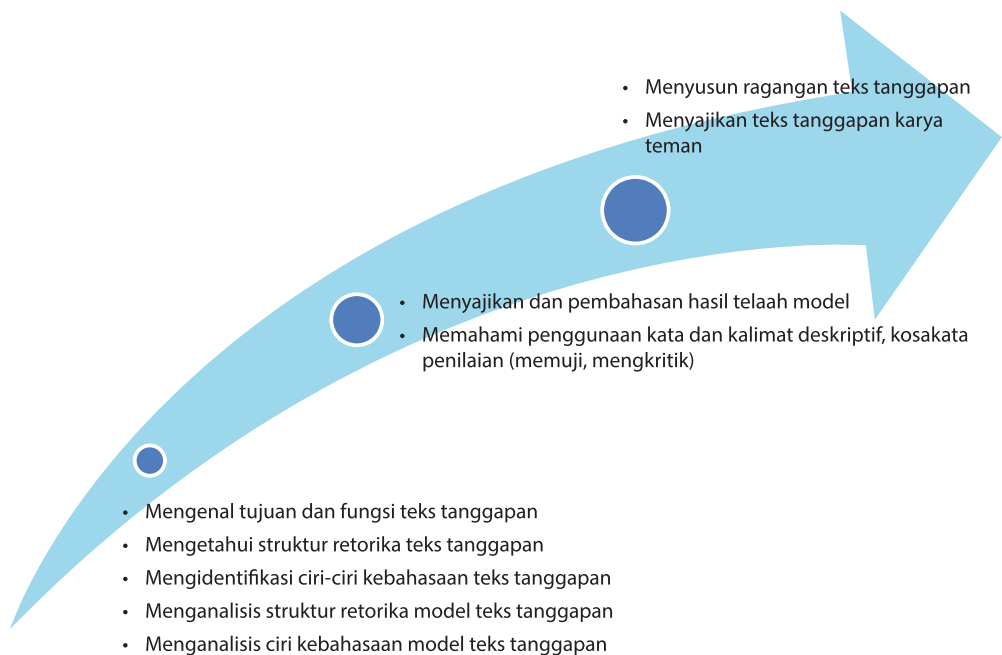 • Menyusun ragangan teks tanggapan
• Menyajikan teks tanggapan karya
teman
• Menyajikan dan pembahasan hasil telaah model
• Memahami penggunaan kata dan kalimat deskriptif, kosakata
penilaian (memuji, mengkritik)
• Mengenal tujuan dan fungsi teks tanggapan
• Mengetahui struktur retorika teks tanggapan
• Mengidentifikasi ciri-ciri kebahasaan teks tanggapan
• Menganalisis struktur retorika model teks tanggapan
• Menganalisis ciri kebahasaan model teks tanggapan